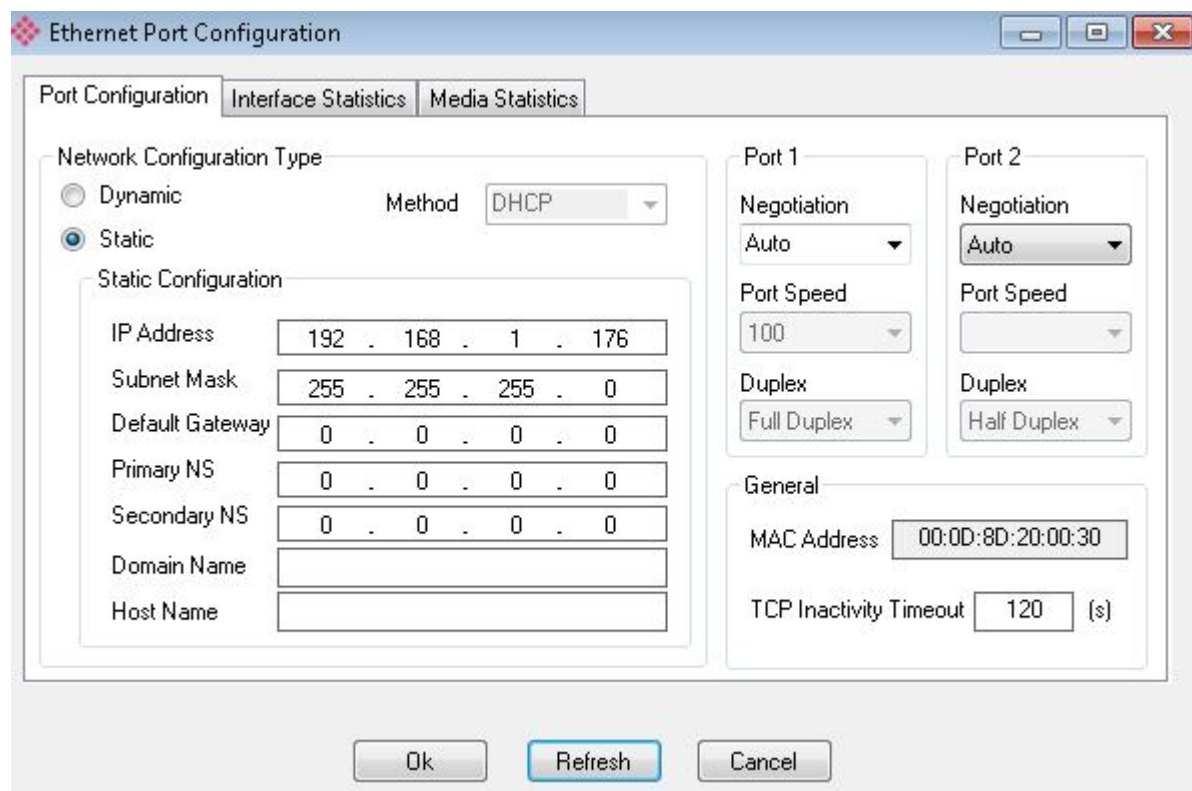 Ethernet Port Configuration
Port Configuration
Interface Statistics
Media Statistics
Network Configuration Type
Dynamic
Method
DHCP
Static
Static Configuration
IP Address
192 . 168 . 1 . 176
Subnet Mask
255 . 255 . 255 . 0
Default Gateway
0 . 0 . 0 . 0
Primary NS
0 . 0 . 0 . 0
Secondary NS
0 . 0 . 0 . 0
Domain Name
Host Name
Port 1
Negotiation
Auto
Port Speed
100
Duplex
Full Duplex
Port 2
Negotiation
Auto
Port Speed
Duplex
Half Duplex
General
MAC Address
00:0D:8D:20:00:30
TCP Inactivity Timeout
120
(s)
Ok
Refresh
Cancel